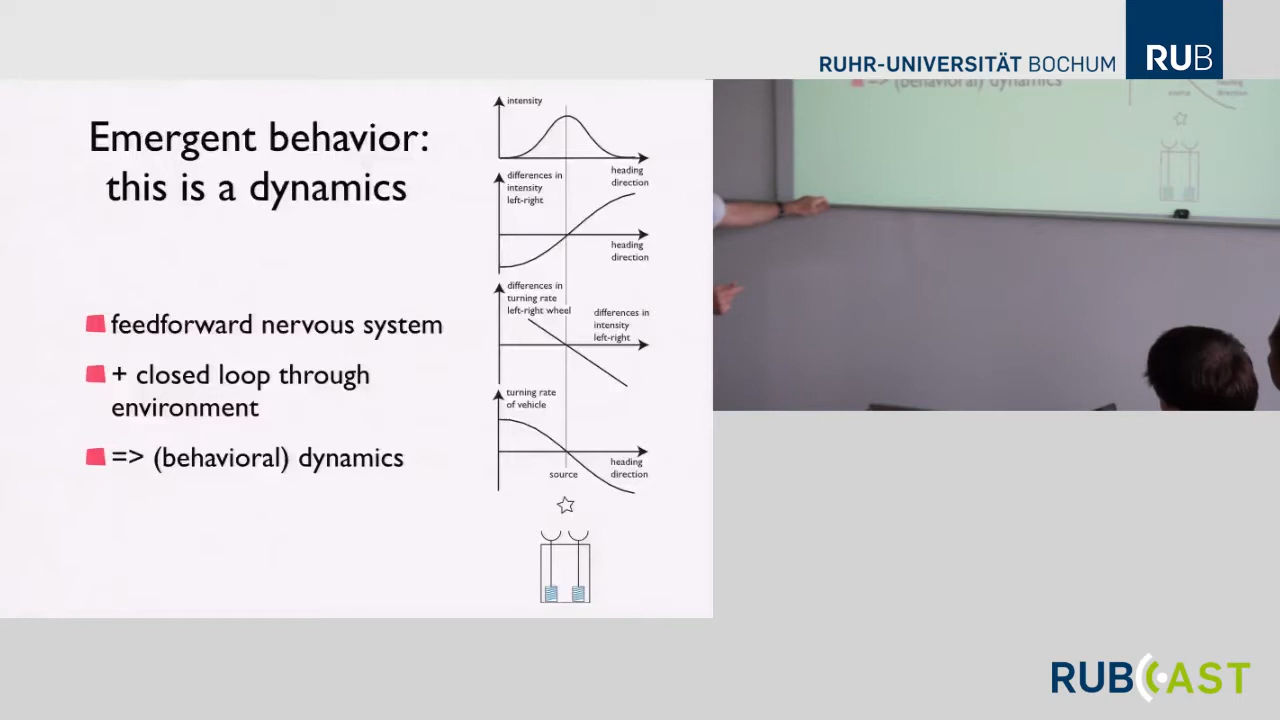 RUHR-UNIVERSITÄT BOCHUM
RUB
Emergent behavior:
this is a dynamics
feedforward nervous system
+ closed loop through
environment
=> (behavioral) dynamics
intensity
heading
direction
differences in
intensity
left-right
heading
direction
differences in
turning rate
left-right wheel
differences in
intensity
left-right
turning rate
of vehicle
heading
direction
source
=> (behavioral) dynamics
source
direction
RUBCAST